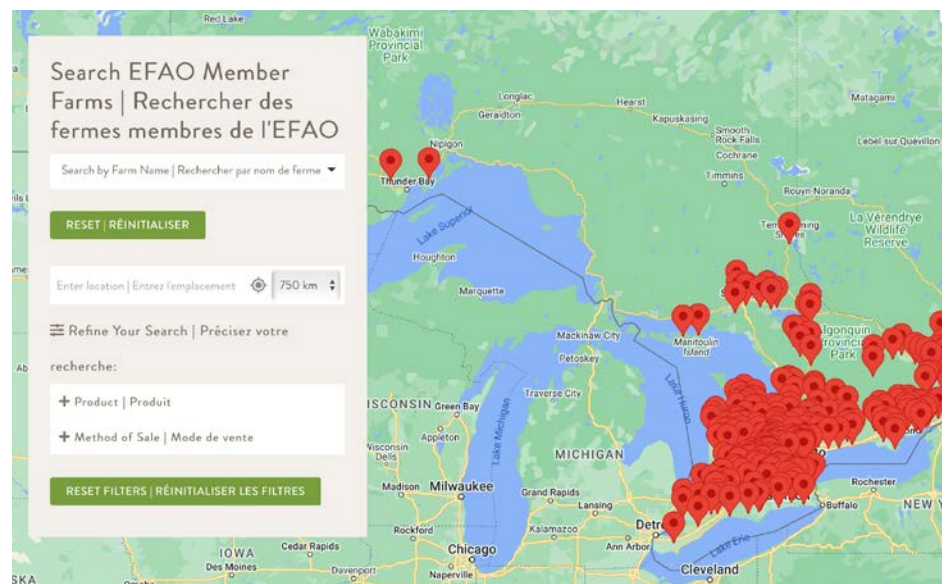 Search EFAO Member
Farms | Rechercher des
fermes membres de l'EFAO
Search by Farm Name | Rechercher par nom de ferme
RESET | RÉINITIALISER
Enter location | Entrez l'emplacement
750 km
Refine Your Search | Précisez votre
recherche:
+ Product | Produit
+ Method of Sale | Mode de vente
RESET FILTERS | RÉINITIALISER LES FILTRES
Red Lake
Wabakimi
Provincial
Park
Longlac
Geraldton
Hearst
Kapuskasing
Matagami
Smooth
Rock Falls
Cochrane
Lebel-sur-Quévillon
Nipigon
Thunder Bay
Timmins
Rouyn-Noranda
La Vérendrye
Wildlife
Reserve
Lake Superior
Houghton
Marquette
Manitoulin
Island
Mackinaw City
Petoskey
Park
Lake Huron
Traverse City
ISCONSIN
Green Bay
Appleton
Wisconsin
Dells
Lake Michigan
MICHIGAN
Madison
Milwaukee
Grand Rapids
Lansing
Rochester
Buffalo
NEW Y
Rockford
Kalamazoo
Detro
Ann Arbor
Lake Erie
IOWA
Cedar Rapids
Des Moines
Davenport
Chicago
Naperville
Cleveland